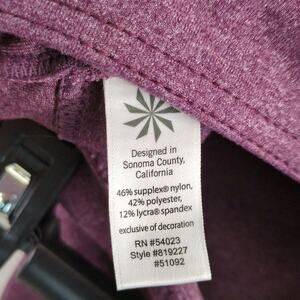 Designed in
Sonoma County,
California
46% supplex® nylon,
42% polyester,
12% lycra® spandex
exclusive of decoration
RN #54023
Style #819227
#51092